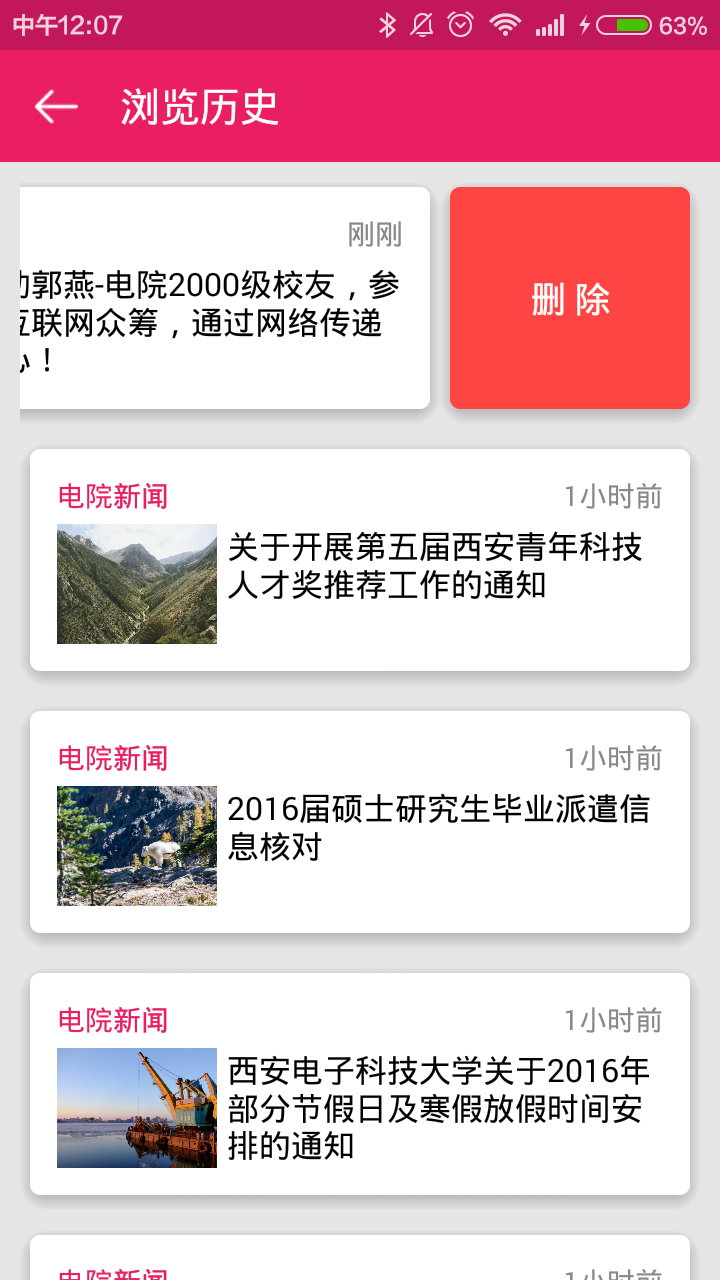 中午12:07
63%
浏览历史
刚刚
郭燕-电院2000级校友，参
联网众筹，通过网络传递
！
删 除
电院新闻
1小时前
关于开展第五届西安青年科技
人才奖推荐工作的通知
电院新闻
1小时前
2016届硕士研究生毕业派遣信
息核对
电院新闻
1小时前
西安电子科技大学关于2016年
部分节假日及寒假放假时间安
排的通知
电院新闻
1小时前